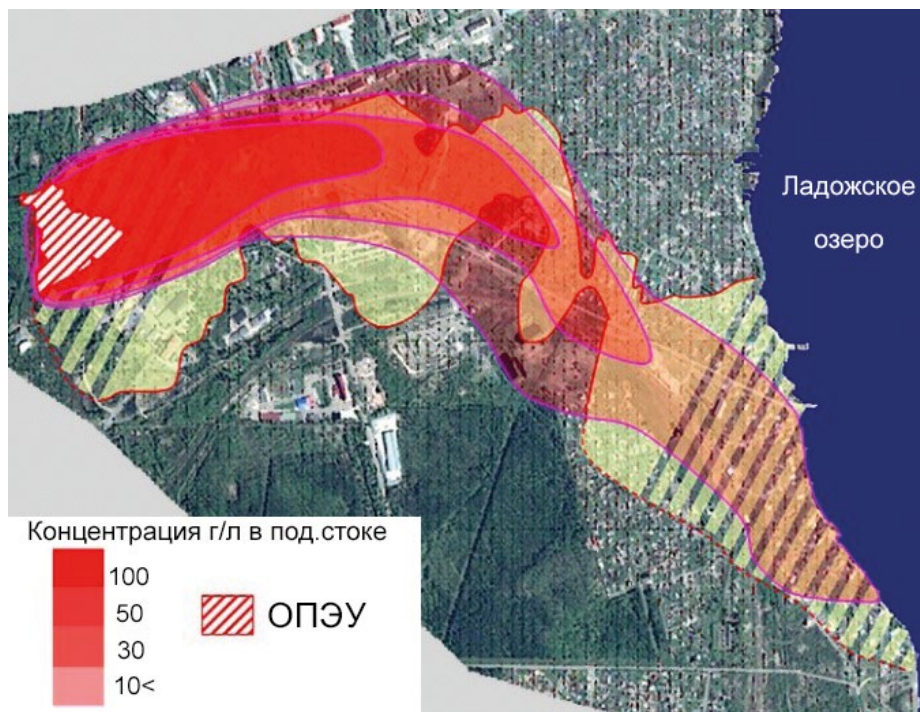 Ладожское
озеро
Концентрация г/л в под.стоке
100
50
30
10<
ОПЭУ